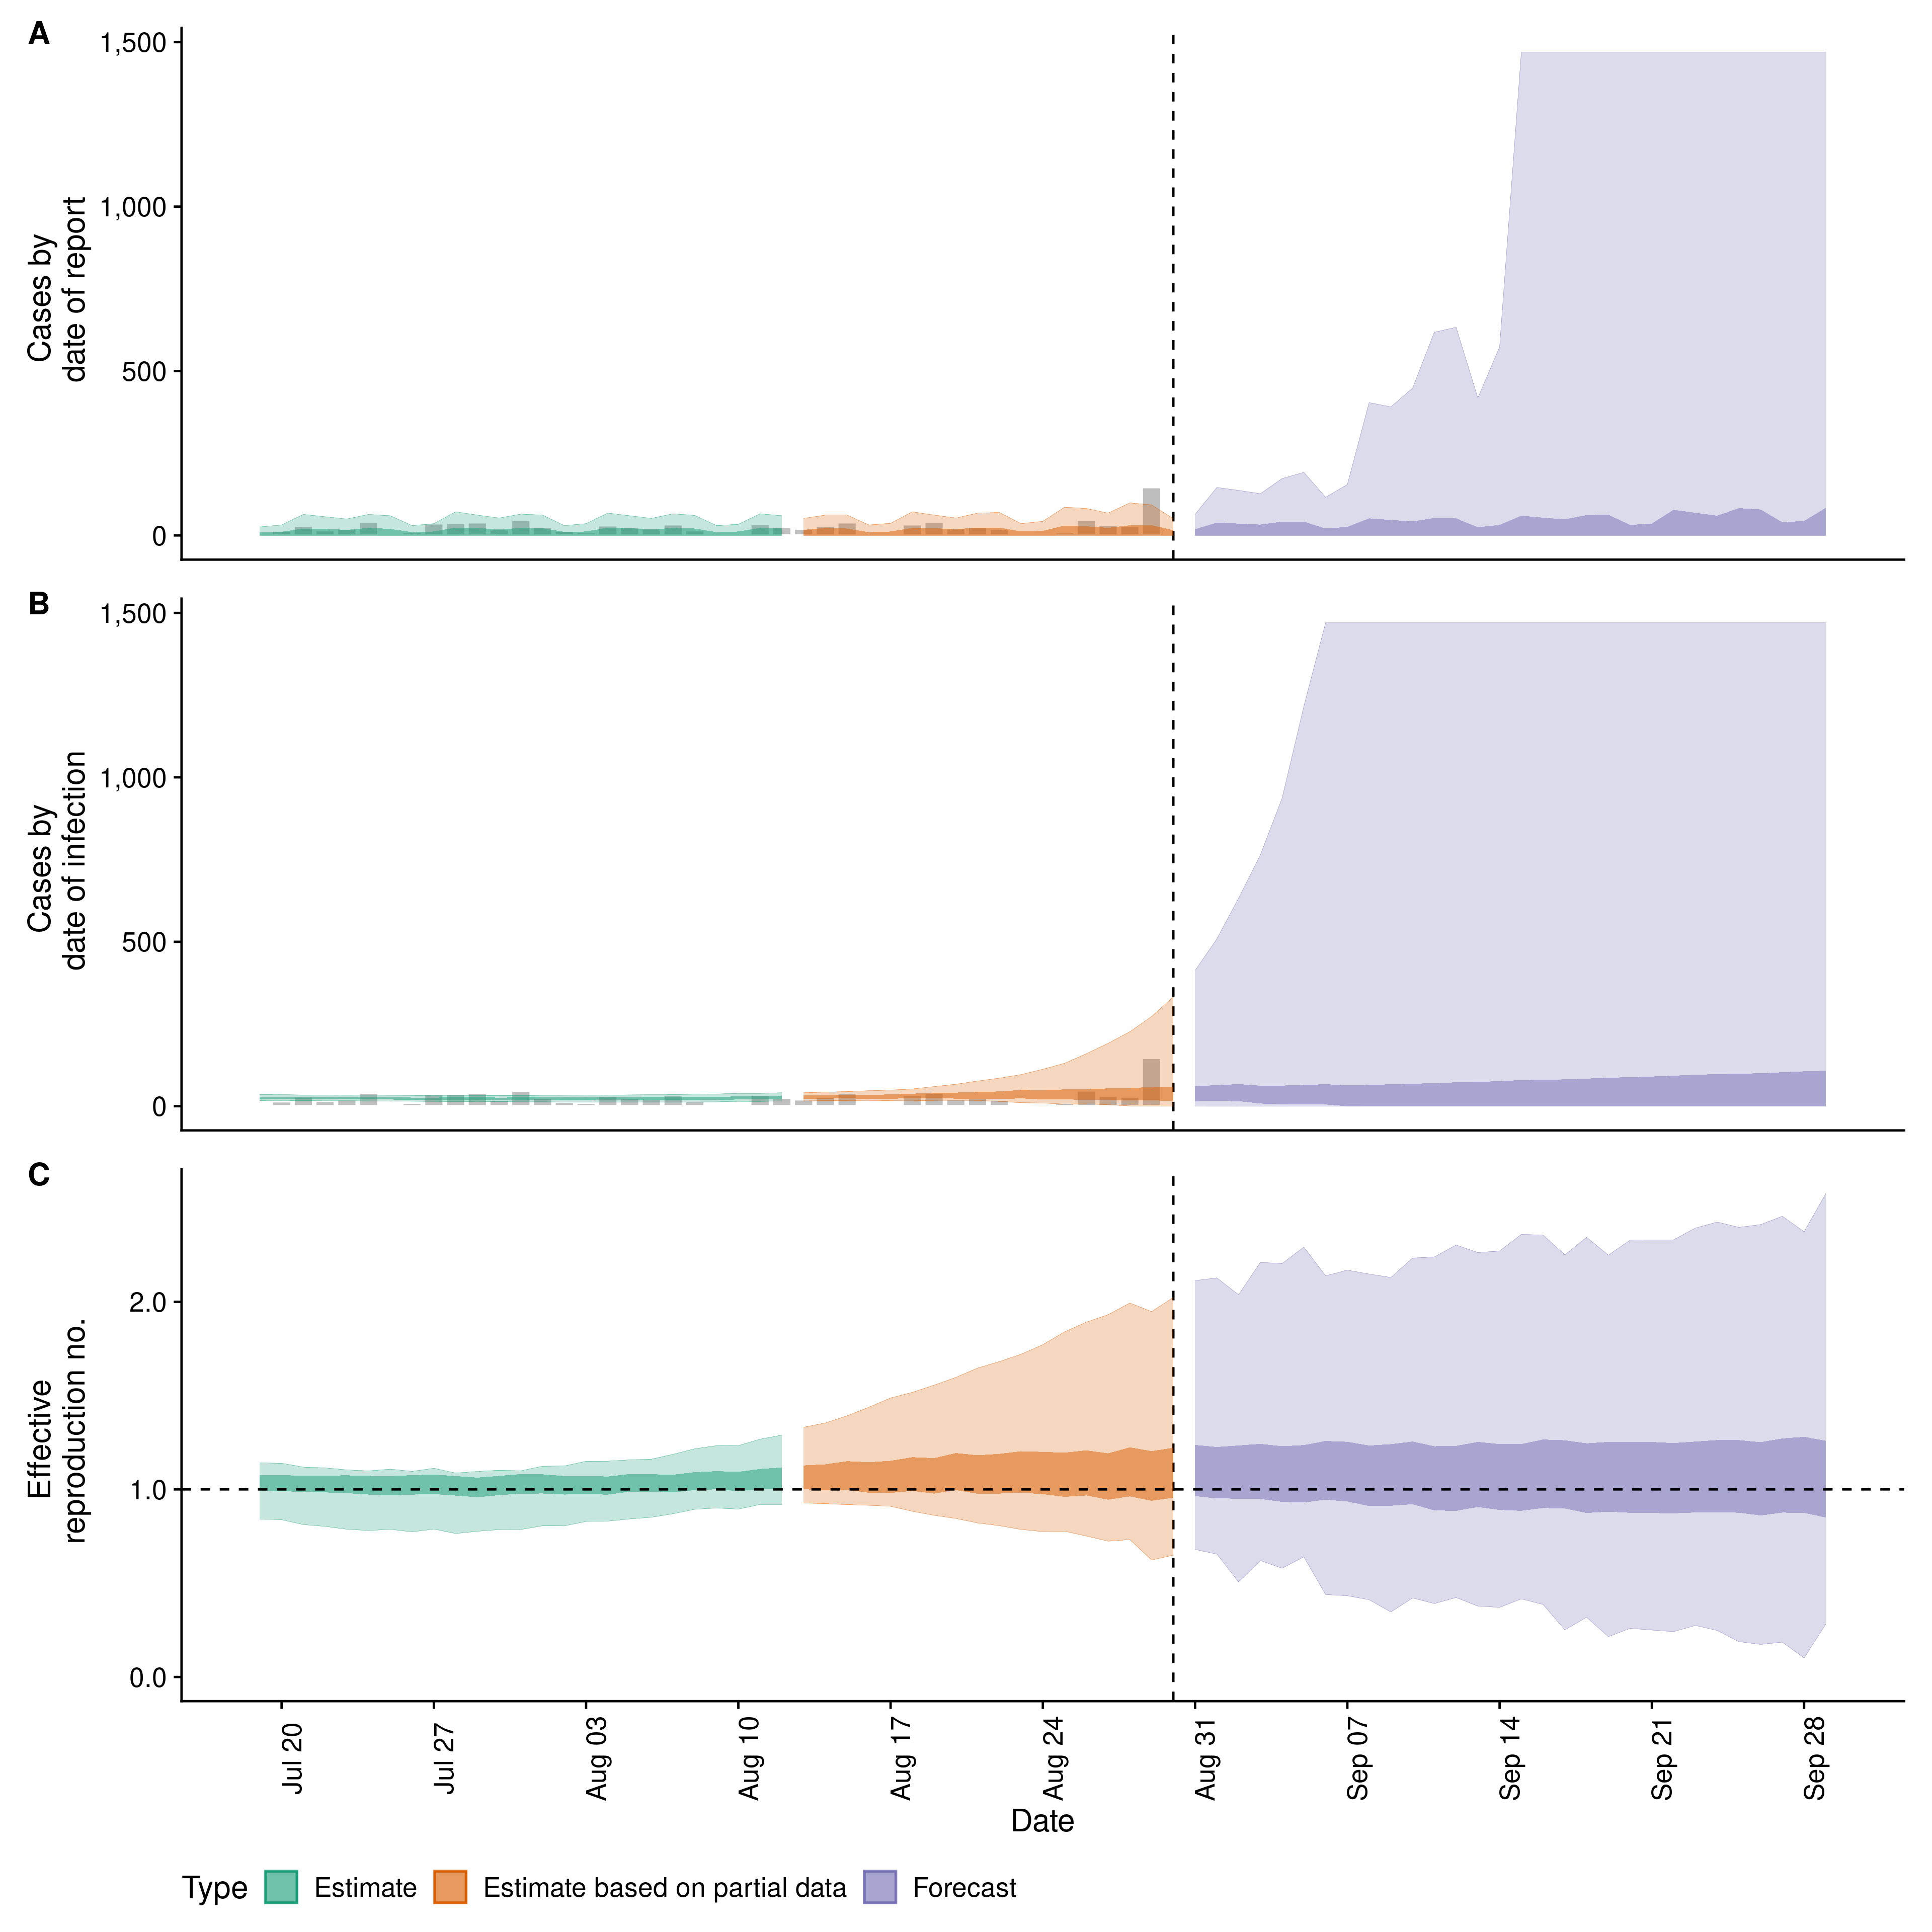 A
Cases by
date of report
1,500
1,000
500
0
B
Cases by
date of infection
1,500
1,000
500
0
C
Effective
reproduction no.
2.0
1.0
0.0
Jul 20
Jul 27
Aug 03
Aug 10
Aug 17
Aug 24
Aug 31
Sep 07
Sep 14
Sep 21
Sep 28
Date
Type Estimate Estimate based on partial data Forecast